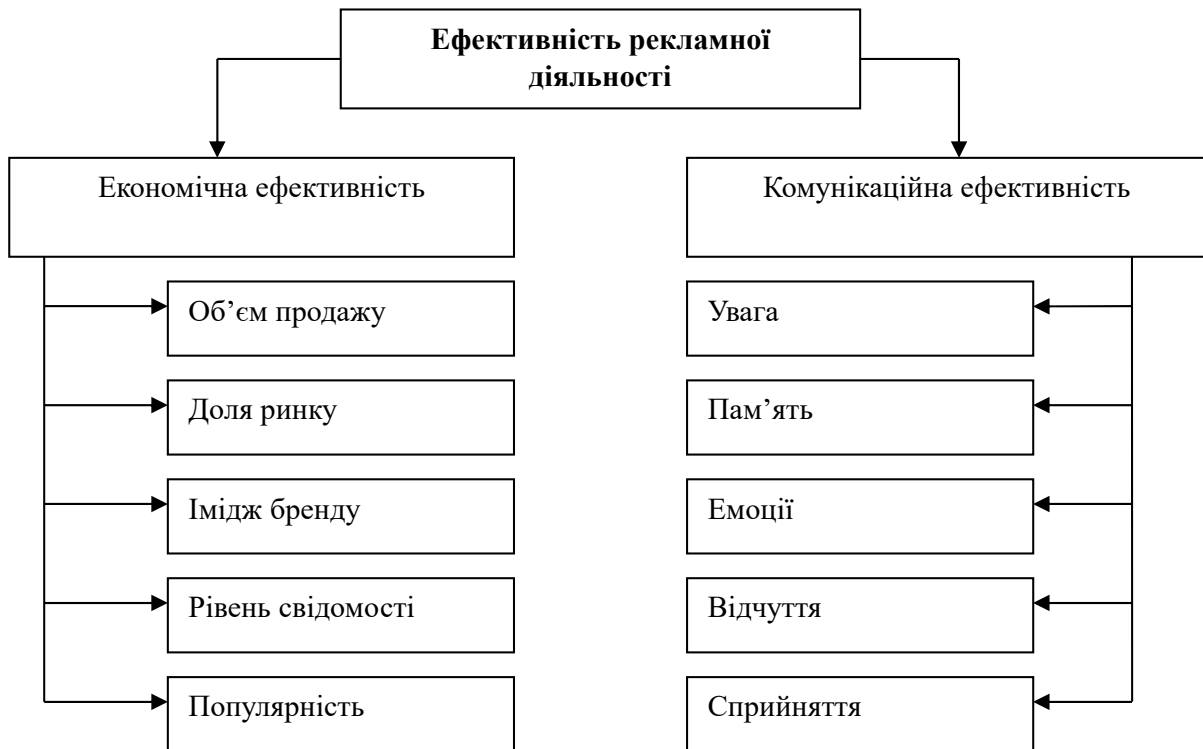 Ефективність рекламної
діяльності
Економічна ефективність
Комунікаційна ефективність
Об’єм продажу
Увага
Доля ринку
Пам’ять
Імідж бренду
Емоції
Рівень свідомості
Відчуття
Популярність
Сприйняття